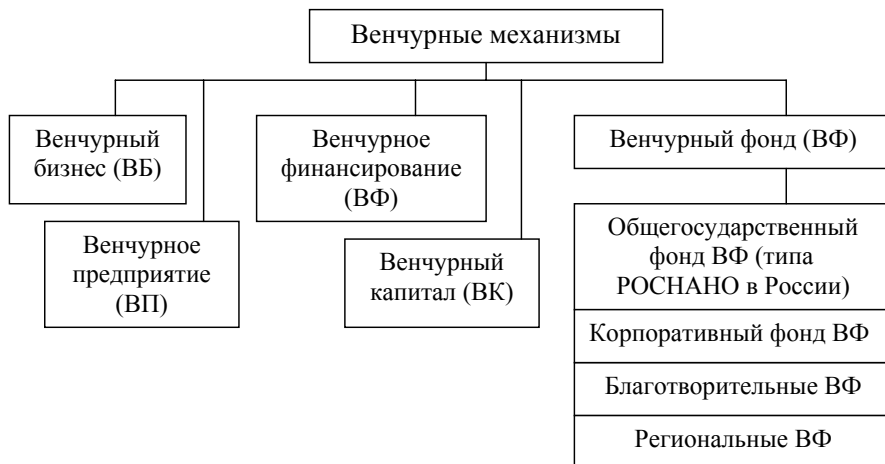 Венчурные механизмы
Венчурный
бизнес (ВБ)
Венчурное
финансирование
(ВФ)
Венчурный фонд (ВФ)
Венчурное
предприятие
(ВП)
Венчурный
капитал (ВК)
Общегосударственный
фонд ВФ (типа
РОСНАНО в России)
Корпоративный фонд ВФ
Благотворительные ВФ
Региональные ВФ